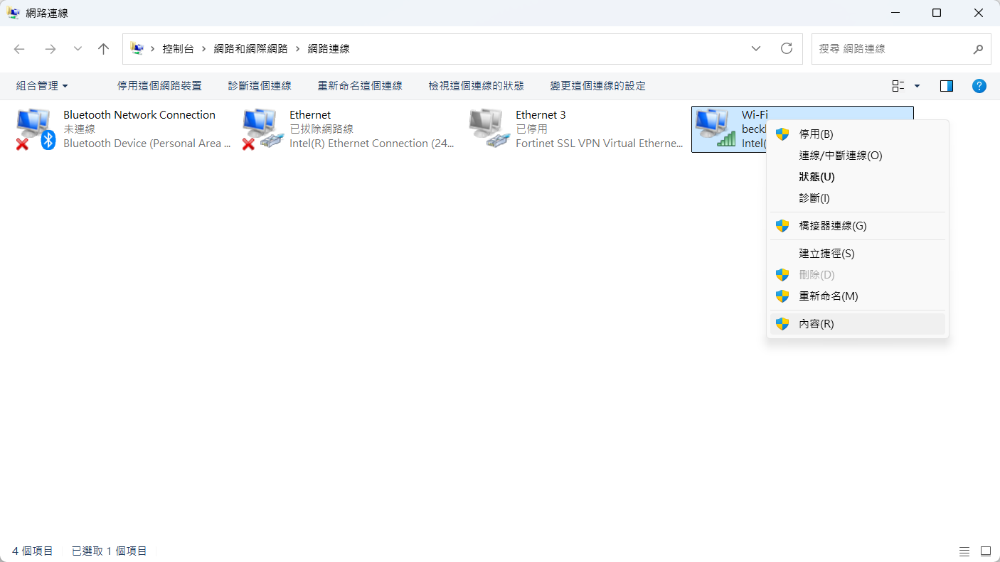 網路連線
控制台 > 網路和網際網路 > 網路連線
搜尋 網路連線
組合管理 停用這個網路裝置 診斷這個連線 重新命名這個連線 檢視這個連線的狀態 變更這個連線的設定
Bluetooth Network Connection
未連線
Bluetooth Device (Personal Area ...
Ethernet
已拔除網路線
Intel(R) Ethernet Connection (24...
Ethernet 3
已停用
Fortinet SSL VPN Virtual Etherne...
Wi-Fi
Intel(
停用(B)
連線/中斷連線(O)
狀態(U)
診斷(I)
橋接器連線(G)
建立捷徑(S)
刪除(D)
重新命名(M)
內容(R)
4 個項目 已選取 1 個項目